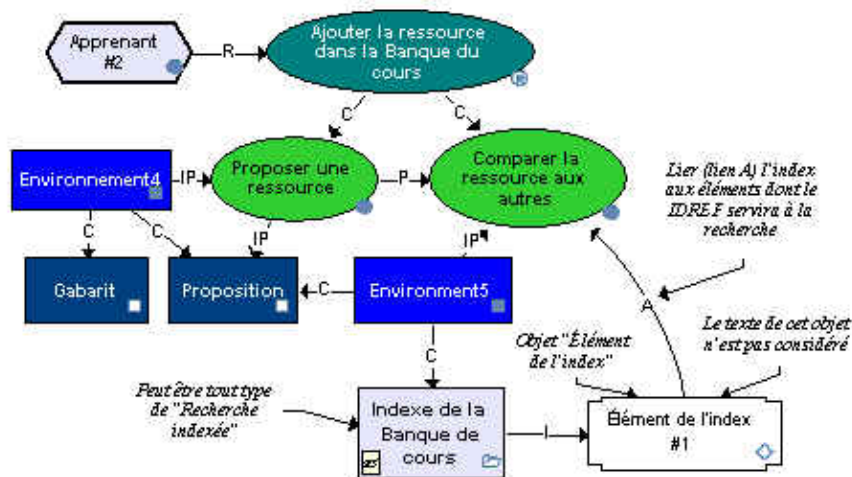 Apprenant
#2
R
Ajouter la ressource
dans la Banque du
cours
C
C
Environnement4
IP
Proposer une
ressource
P
Comparer la
ressource aux
autres
Lier (lien A) l'index
aux éléments dont le
IDREF servira à la
recherche
C
C
IP
IP
Gabarit
Proposition
C
Environment5
A
C
Objet "Élément
de l'index"
Le texte de cet objet
n'est pas considéré
Peut être tout type
de "Recherche
indexée"
Indexe de la
Banque de
cours
I
Élément de l'index
#1